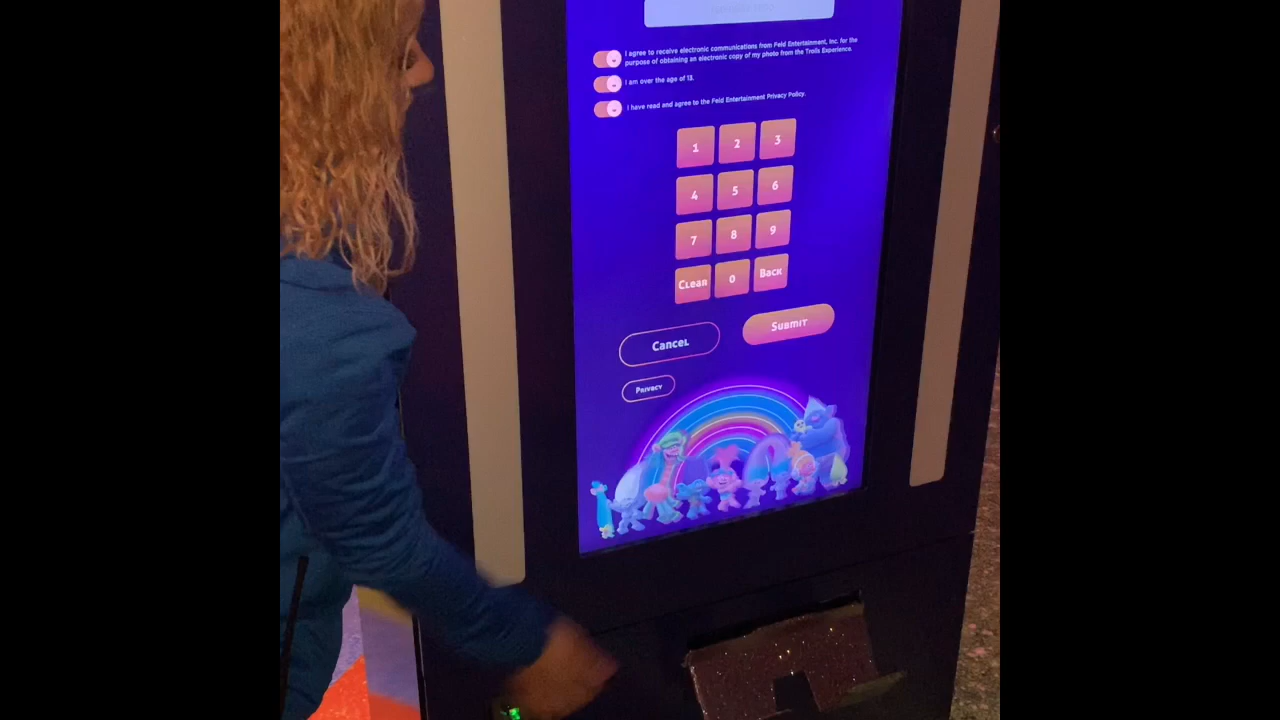 I agree to receive electronic communications from Feld Entertainment, Inc. for the
purpose of obtaining an electronic copy of my photo from the Trolls Experience.
I am over the age of 13.
I have read and agree to the Feld Entertainment Privacy Policy.
1 2 3
4 5 6
7 8 9
Clear 0 Back
Cancel Submit
Privacy